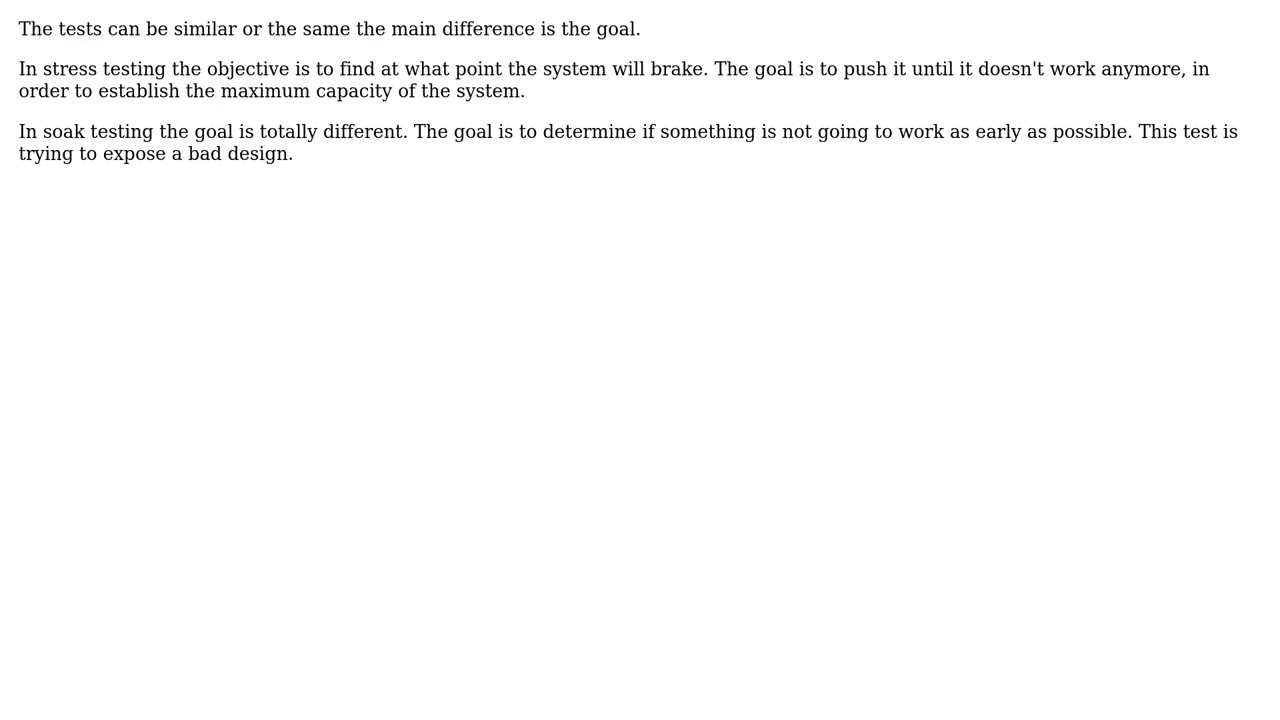 The tests can be similar or the same the main difference is the goal.
In stress testing the objective is to find at what point the system will brake. The goal is to push it until it doesn't work anymore, in
order to establish the maximum capacity of the system.
In soak testing the goal is totally different. The goal is to determine if something is not going to work as early as possible. This test is
trying to expose a bad design.